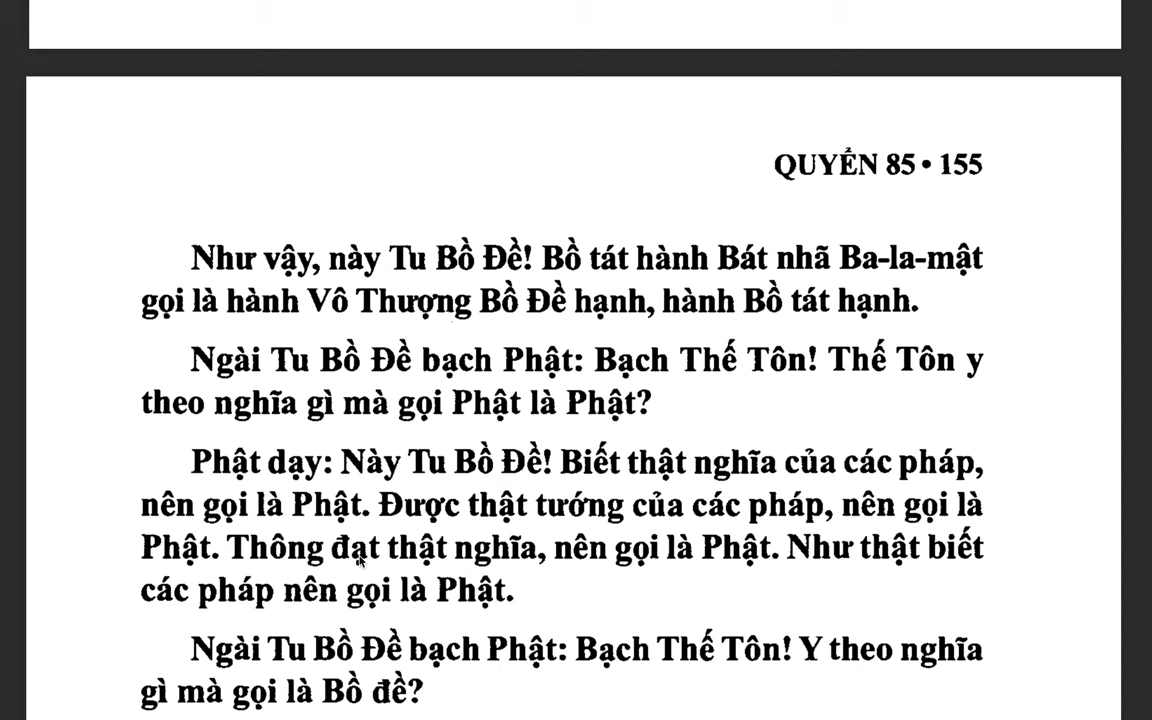 QUYỂN 85 • 155
Như vậy, này Tu Bồ Đề! Bồ tát hành Bát nhã Ba-la-mật
gọi là hành Vô Thượng Bồ Đề hạnh, hành Bồ tát hạnh.
Ngài Tu Bồ Đề bạch Phật: Bạch Thế Tôn! Thế Tôn y
theo nghĩa gì mà gọi Phật là Phật?
Phật dạy: Này Tu Bồ Đề! Biết thật nghĩa của các pháp,
nên gọi là Phật. Được thật tướng của các pháp, nên gọi là
Phật. Thông đạt thật nghĩa, nên gọi là Phật. Như thật biết
các pháp nên gọi là Phật.
Ngài Tu Bồ Đề bạch Phật: Bạch Thế Tôn! Y theo nghĩa
gì mà gọi là Bồ đề?